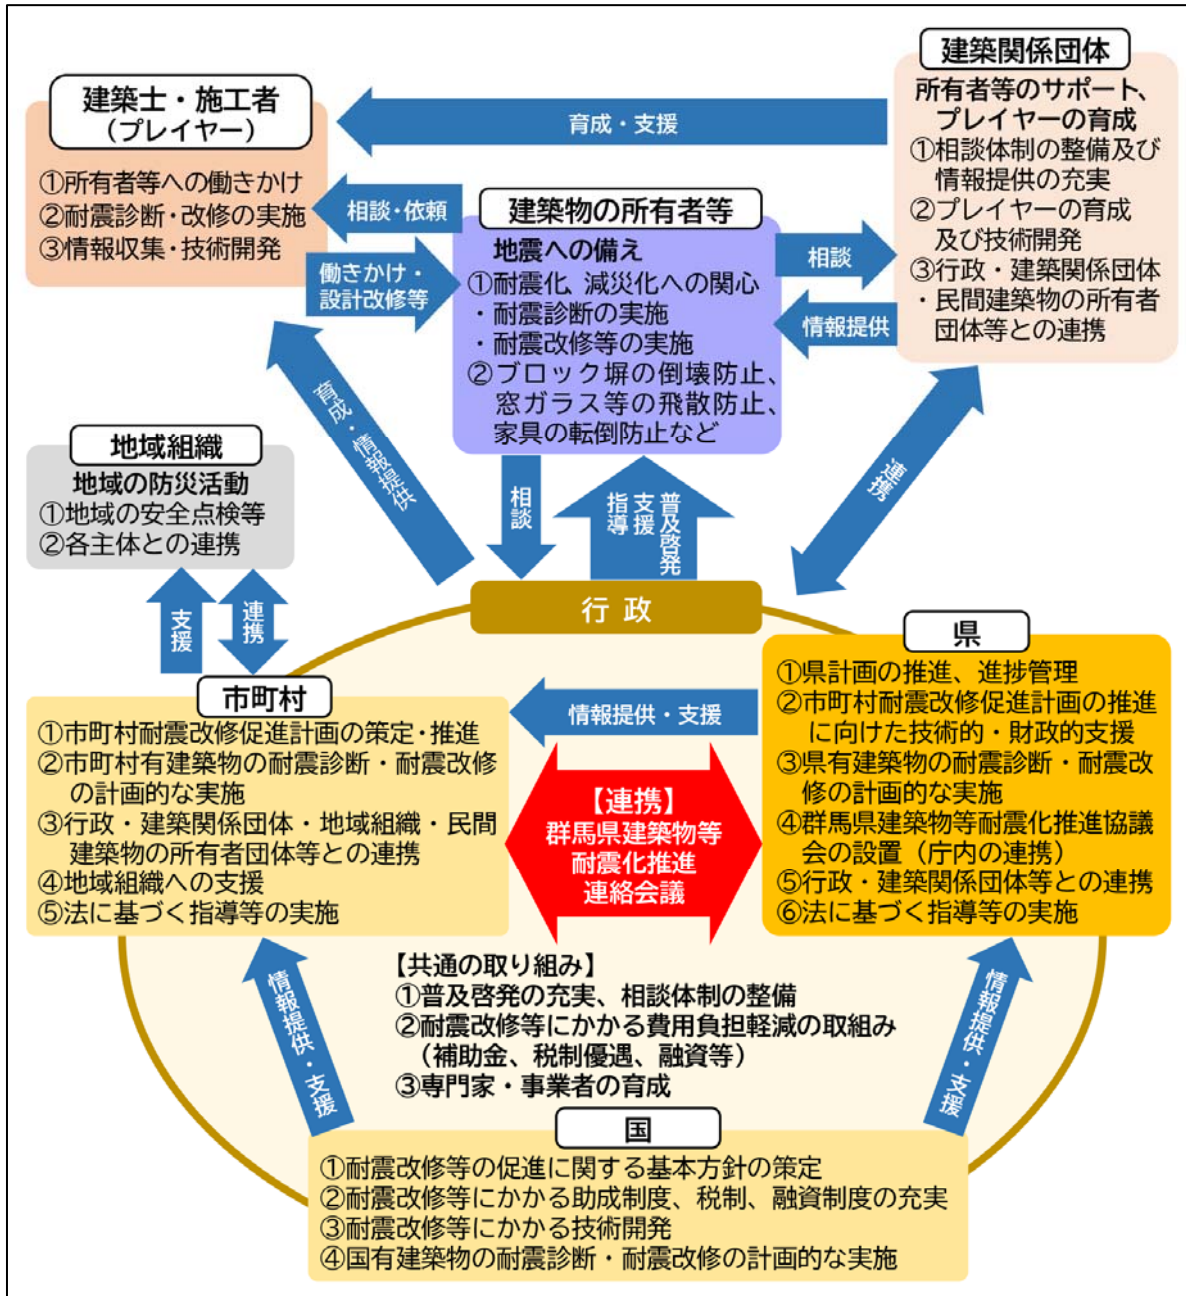 建築士・施工者
（プレイヤー）
①所有者等への働きかけ
②耐震診断・改修の実施
③情報収集・技術開発
育成・支援
建築関係団体
所有者等のサポート、
プレイヤーの育成
①相談体制の整備及び
情報提供の充実
②プレイヤーの育成
及び技術開発
③行政・建築関係団体
・民間建築物の所有者
団体等との連携
相談・依頼
働きかけ・
設計改修等
建築物の所有者等
地震への備え
①耐震化、減災化への関心
・耐震診断の実施
・耐震改修等の実施
②ブロック塀の倒壊防止、
窓ガラス等の飛散防止、
家具の転倒防止など
相談
情報提供
育成・情報提供
連携
地域組織
地域の防災活動
①地域の安全点検等
②各主体との連携
支援
連携
相談
普及啓発
支援
指導
行 政
市町村
①市町村耐震改修促進計画の策定・推進
②市町村有建築物の耐震診断・耐震改修
の計画的な実施
③行政・建築関係団体・地域組織・民間
建築物の所有者団体等との連携
④地域組織への支援
⑤法に基づく指導等の実施
情報提供・支援
【連携】
群馬県建築物等
耐震化推進
連絡会議
県
①県計画の推進、進捗管理
②市町村耐震改修促進計画の推進
に向けた技術的・財政的支援
③県有建築物の耐震診断・耐震改
修の計画的な実施
④群馬県建築物等耐震化推進協議
会の設置（庁内の連携）
⑤行政・建築関係団体等との連携
⑥法に基づく指導等の実施
【共通の取り組み】
①普及啓発の充実、相談体制の整備
②耐震改修等にかかる費用負担軽減の取組み
（補助金、税制優遇、融資等）
③専門家・事業者の育成
情報提供・支援
情報提供・支援
国
①耐震改修等の促進に関する基本方針の策定
②耐震改修等にかかる助成制度、税制、融資制度の充実
③耐震改修等にかかる技術開発
④国有建築物の耐震診断・耐震改修の計画的な実施